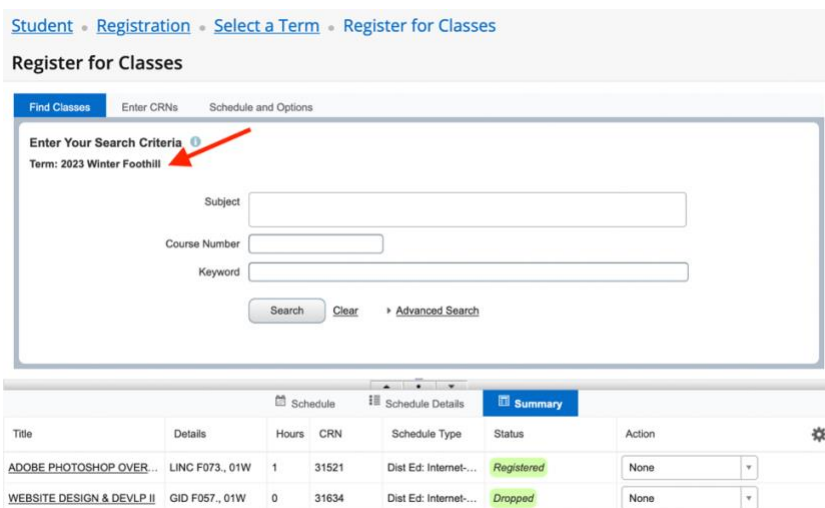 Student • Registration • Select a Term • Register for Classes
Register for Classes
Find Classes Enter CRNs Schedule and Options
Enter Your Search Criteria
Term: 2023 Winter Foothill
Subject
Course Number
Keyword
Search Clear Advanced Search
Schedule Schedule Details Summary
Title Details Hours CRN Schedule Type Status Action
ADOBE PHOTOSHOP OVER... LINC F073., 01W 1 31521 Dist Ed: Internet-... Registered None
WEBSITE DESIGN & DEVLP II GID F057., 01W 0 31634 Dist Ed: Internet-... Dropped None